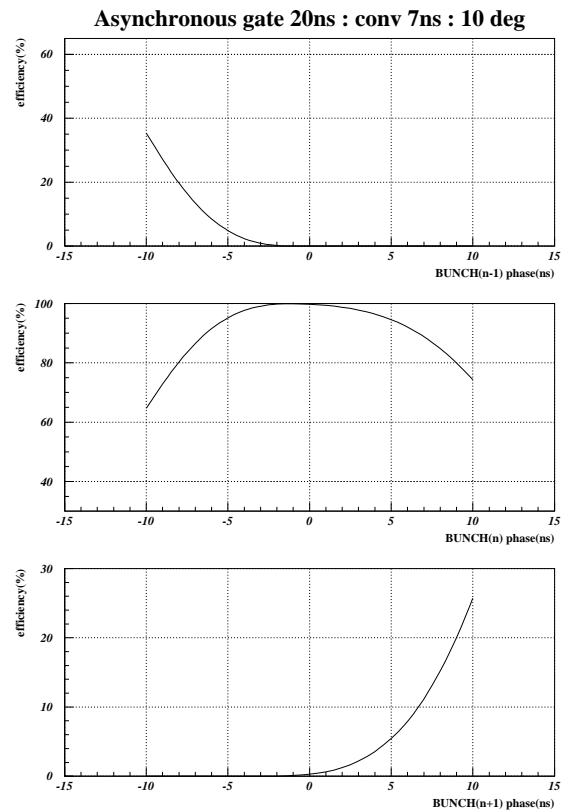 Asynchronous gate 20ns : conv 7ns : 10 deg
efficiency(%)
60
40
20
0
-15 -10 -5 0 5 10 15
BUNCH(n-1) phase(ns)
efficiency(%)
100
80
60
40
-15 -10 -5 0 5 10 15
BUNCH(n) phase(ns)
efficiency(%)
30
20
10
0
-15 -10 -5 0 5 10 15
BUNCH(n+1) phase(ns)